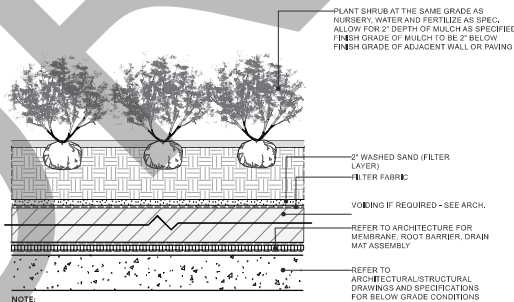 PLANT SHRUB AT THE SAME GRADE AS
NURSERY, WATER AND FERTILIZE AS SPEC.
ALLOW FOR 2" DEPTH OF MULCH AS SPECIFIED
FINISH GRADE OF MULCH TO BE 2" BELOW
FINISH GRADE OF ADJACENT WALL OR PAVING
2" WASHED SAND (FILTER
LAYER)
FILTER FABRIC
VOIDING IF REQUIRED - SEE ARCH.
REFER TO ARCHITECTURE FOR
MEMBRANE, ROOT BARRIER, DRAIN
MAT ASSEMBLY
REFER TO
ARCHITECTURAL/STRUCTURAL
DRAWINGS AND SPECIFICATIONS
FOR BELOW GRADE CONDITIONS
NOTE: